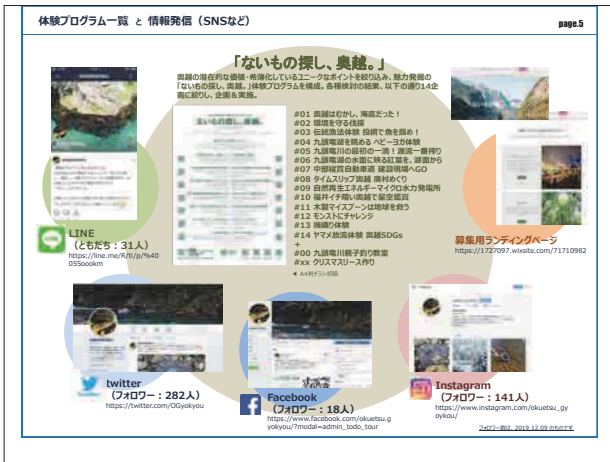 体験プログラム一覧 と 情報発信（SNSなど）
page.5
「ないもの探し、奥越。」
奥越の潜在的な価値・希薄化しているユニークなポイントを絞り込み、魅力発掘の
「ないもの探し、奥越。」体験プログラムを構成。各種検討の結果、以下の通り14企
画に絞りし、企画＆実施。
#01 奥越はむかし、海底だった！
#02 環境を守る伐採
#03 伝統漁法体験 投網で魚を掴め！
#04 九頭竜湖を眺める ベビーヨガ体験
#05 九頭竜川の最初の一滴！源流一番搾り
#06 九頭竜湖の水面に映る紅葉を、湖面から
#07 中部縦貫自動車道 建設現場へGO
#08 タイムスリップ奥越 廃村めぐり
#09 自然再生エネルギーマイクロ水力発電所
#10 福井イチ暗い奥越で星空鑑賞
#11 木製マイスプーンは地球を救う
#12 モンストにチャレンジ
#13 機織り体験
#14 ヤマメ放流体験 奥越SDGs
+
#00 九頭竜川親子釣り教室
#xx クリスマスリース作り
◀ A4判チラシ初稿
LINE
（ともだち：31人）
https://line.me/R/ti/p/%40
055oookm
募集用ランディングページ
https://1727097.wixsite.com/71710982
twitter
（フォロワー：282人）
https://twitter.com/OGyokyou
Facebook
（フォロワー：18人）
https://www.facebook.com/okuetsu.g
yokyou/?modal=admin_todo_tour
Instagram
（フォロワー：141人）
https://www.instagram.com/okuetsu_gy
oykou/
フォロワー数は、2019.12.09 のものです